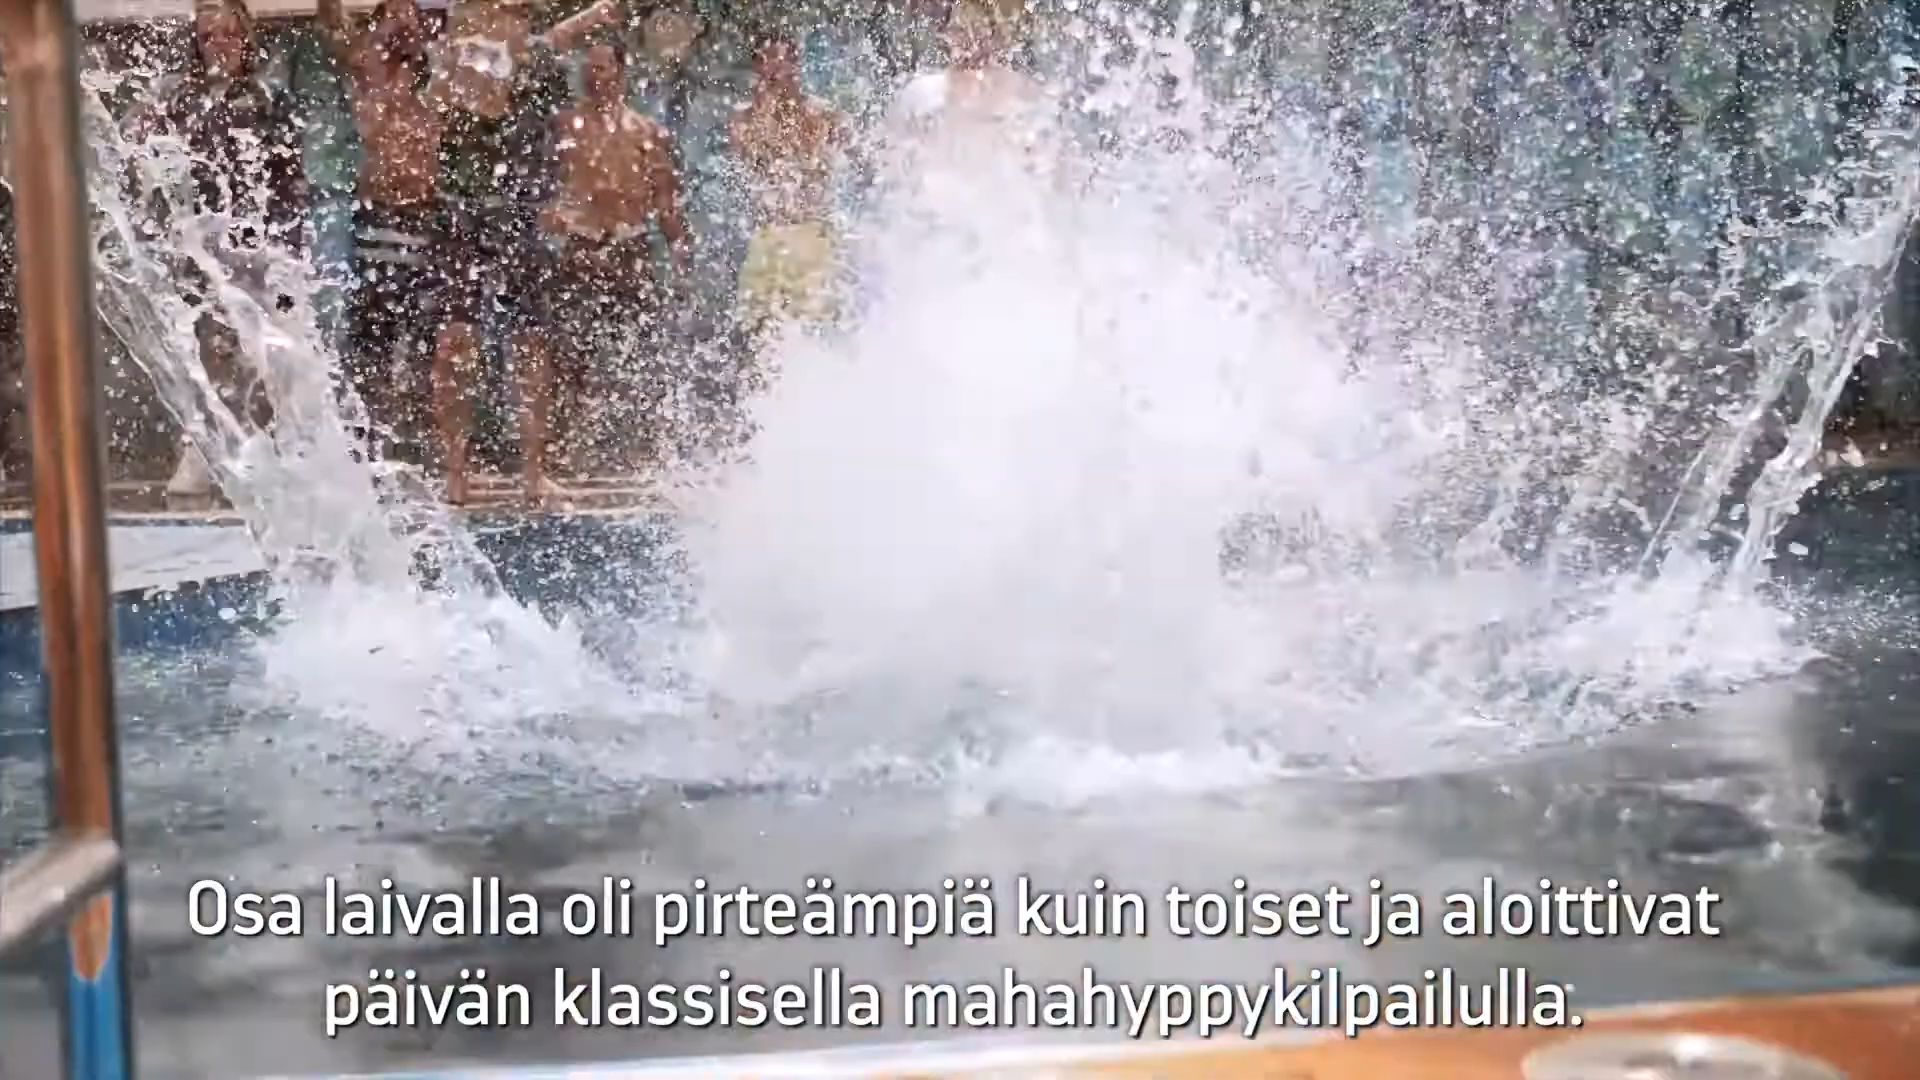 Osa laivalla oli pirteämpiä kuin toiset ja aloittivat
päivän klassisella mahahyppykilpailulla.